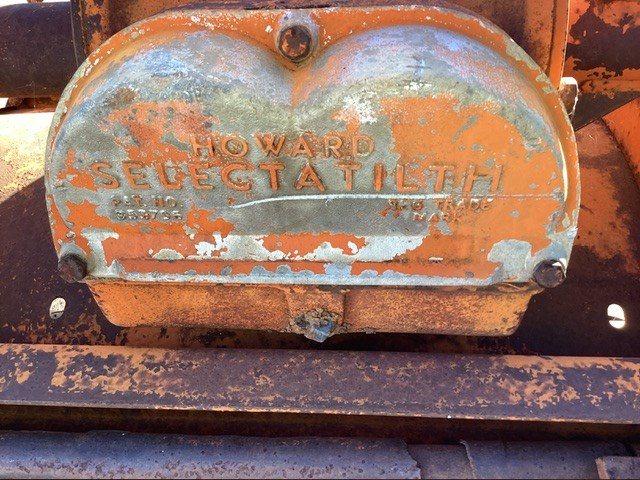 HOWARD
SELECTATILTH
PAT. NO. REG. TRADE
MARK